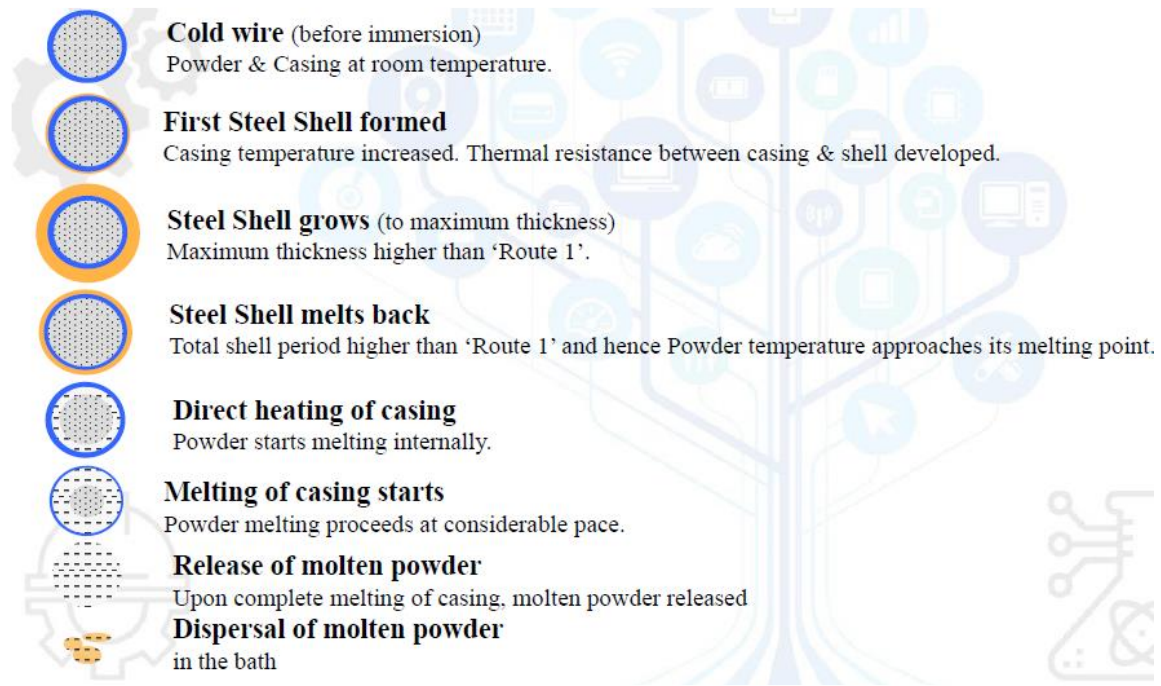 Cold wire (before immersion)
Powder & Casing at room temperature.
First Steel Shell formed
Casing temperature increased. Thermal resistance between casing & shell developed.
Steel Shell grows (to maximum thickness)
Maximum thickness higher than ‘Route 1’.
Steel Shell melts back
Total shell period higher than ‘Route 1’ and hence Powder temperature approaches its melting point.
Direct heating of casing
Powder starts melting internally.
Melting of casing starts
Powder melting proceeds at considerable pace.
Release of molten powder
Upon complete melting of casing, molten powder released
Dispersal of molten powder
in the bath